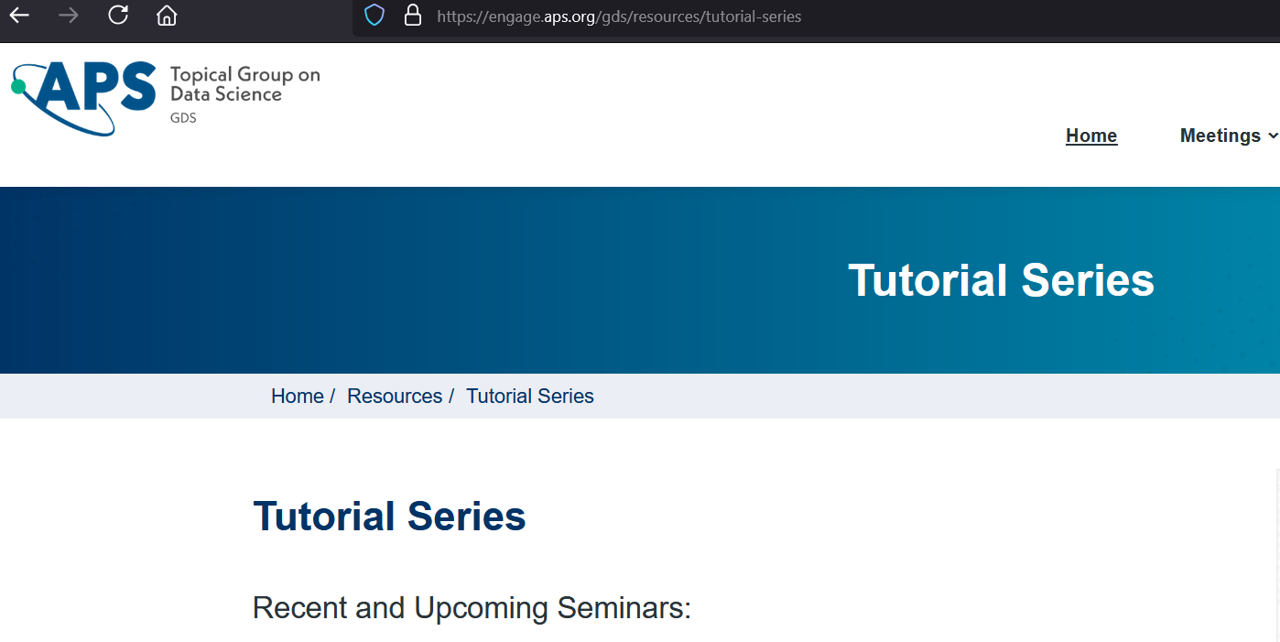 https://engage.aps.org/gds/resources/tutorial-series
APS
Topical Group on
Data Science
GDS
Home
Meetings
Tutorial Series
Home / Resources / Tutorial Series
Tutorial Series
Recent and Upcoming Seminars: